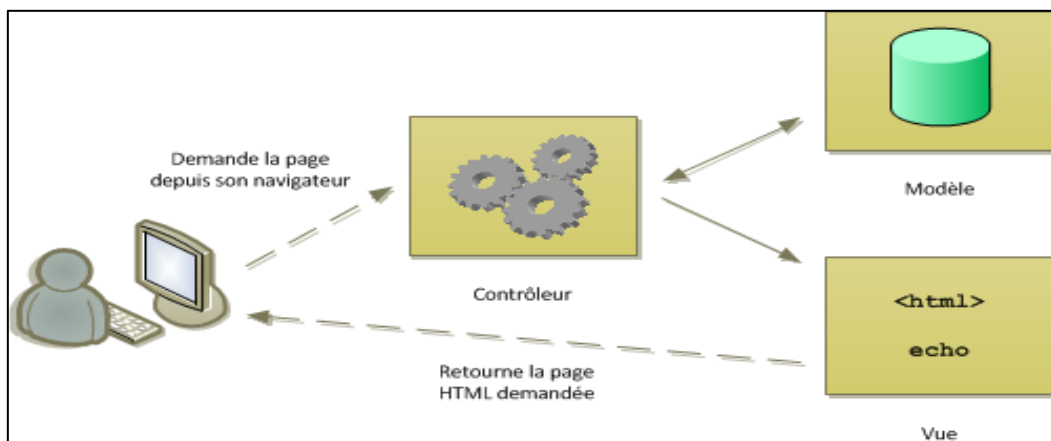 Demande la page
depuis son navigateur
Contrôleur
Modèle
<html>
echo
Vue
Retourne la page
HTML demandée